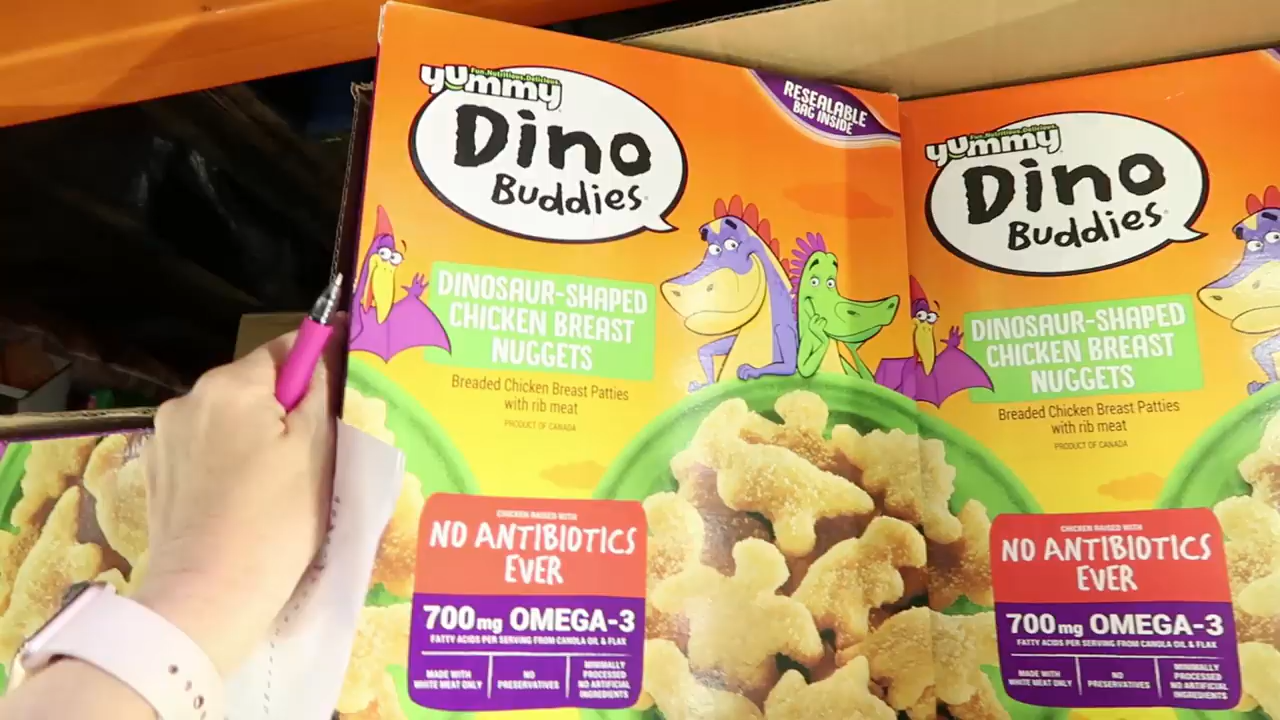 yummy
Fun.Nutritious.Delicious.
Dino
Buddies
RESEALABLE
BAG INSIDE
DINOSAUR-SHAPED
CHICKEN BREAST
NUGGETS
Breaded Chicken Breast Patties
with rib meat
PRODUCT OF CANADA
CHICKEN RAISED WITH
NO ANTIBIOTICS
EVER
700mg OMEGA-3
FATTY ACIDS PER SERVING FROM CANOLA OIL & FLAX
MADE WITH
WHITE MEAT ONLY
NO
PRESERVATIVES
MINIMALLY
PROCESSED
NO ARTIFICIAL
INGREDIENTS
yummy
Fun.Nutritious.Delicious.
Dino
Buddies
DINOSAUR-SHAPED
CHICKEN BREAST
NUGGETS
Breaded Chicken Breast Patties
with rib meat
PRODUCT OF CANADA
CHICKEN RAISED WITH
NO ANTIBIOTICS
EVER
700mg OMEGA-3
FATTY ACIDS PER SERVING FROM CANOLA OIL & FLAX
MADE WITH
WHITE MEAT ONLY
NO
PRESERVATIVES
MINIMALLY
PROCESSED
NO ARTIFICIAL
INGREDIENTS